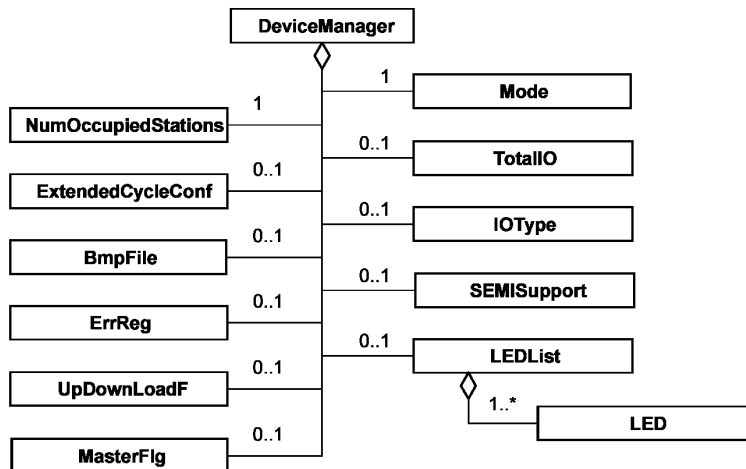 DeviceManager
1
Mode
1
NumOccupiedStations
0..1
TotalIO
0..1
ExtendedCycleConf
0..1
IOType
0..1
BmpFile
0..1
SEMISupport
0..1
ErrReg
0..1
LEDList
0..1
UpDownLoadF
1..*
LED
0..1
MasterFlg